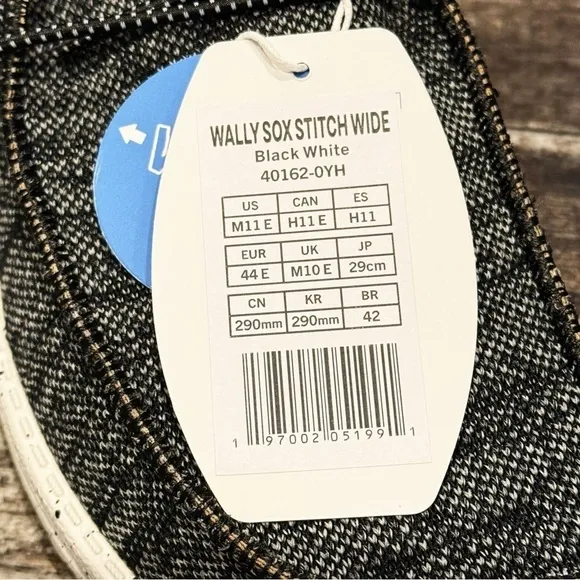 WALLY SOX STITCH WIDE
Black White
40162-0YH
US CAN ES
M11 E H11 E H11
EUR UK JP
44 E M10 E 29cm
CN KR BR
290mm 290mm 42
1 97002 05199 1